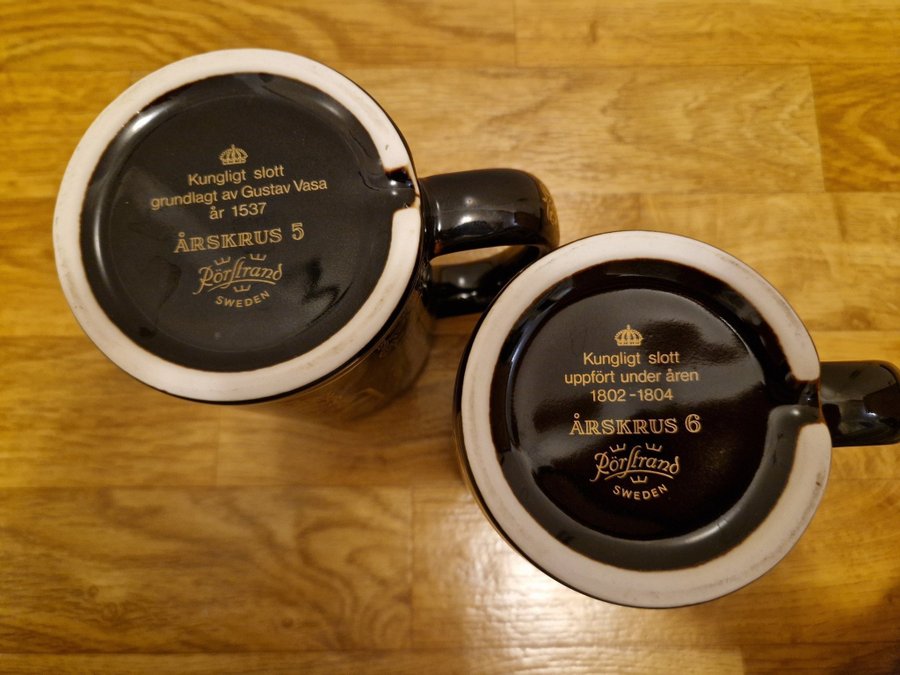 Kungligt slott
grundlagt av Gustav Vasa
år 1537
ÅRSKRUS 5
Rörstrand
SWEDEN
Kungligt slott
uppfört under åren
1802-1804
ÅRSKRUS 6
Rörstrand
SWEDEN